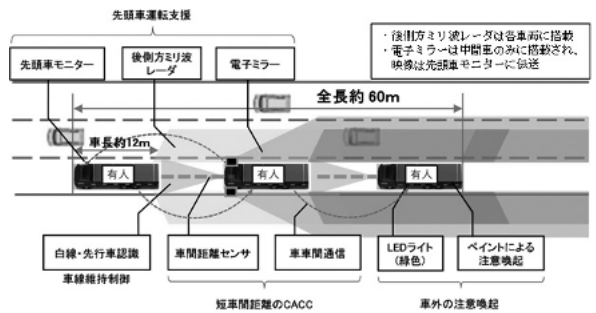 先頭車運転支援
先頭車モニター
後側方ミリ波
レーダ
電子ミラー
・後側方ミリ波レーダは各車両に搭載
・電子ミラーは中間車のみに搭載され、
映像は先頭車モニターに伝送
全長約 60m
車長約12m
有人
有人
有人
白線・先行車認識
車間距離センサ
車車間通信
LEDライト
(緑色)
ペイントによる
注意喚起
車線維持制御
短車間距離のCACC
車外の注意喚起